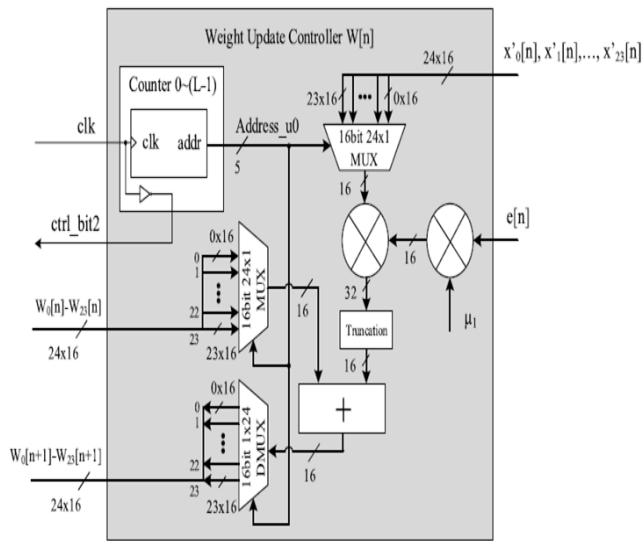 Weight Update Controller W[n]
x'0[n], x'1[n],..., x'23[n]
24x16
Counter 0~(L-1)
23x16
0x16
clk
clk
addr
Address_u0
5
16bit 24x1
MUX
16
ctrl_bit2
e[n]
16
0x16
0
1
22
23
16bit 24x1
MUX
16
W0[n]-W23[n]
24x16
23x16
32
μ1
Truncation
16
0x16
0
1
22
23
16bit 1x24
DMUX
+
16
W0[n+1]-W23[n+1]
24x16
23x16